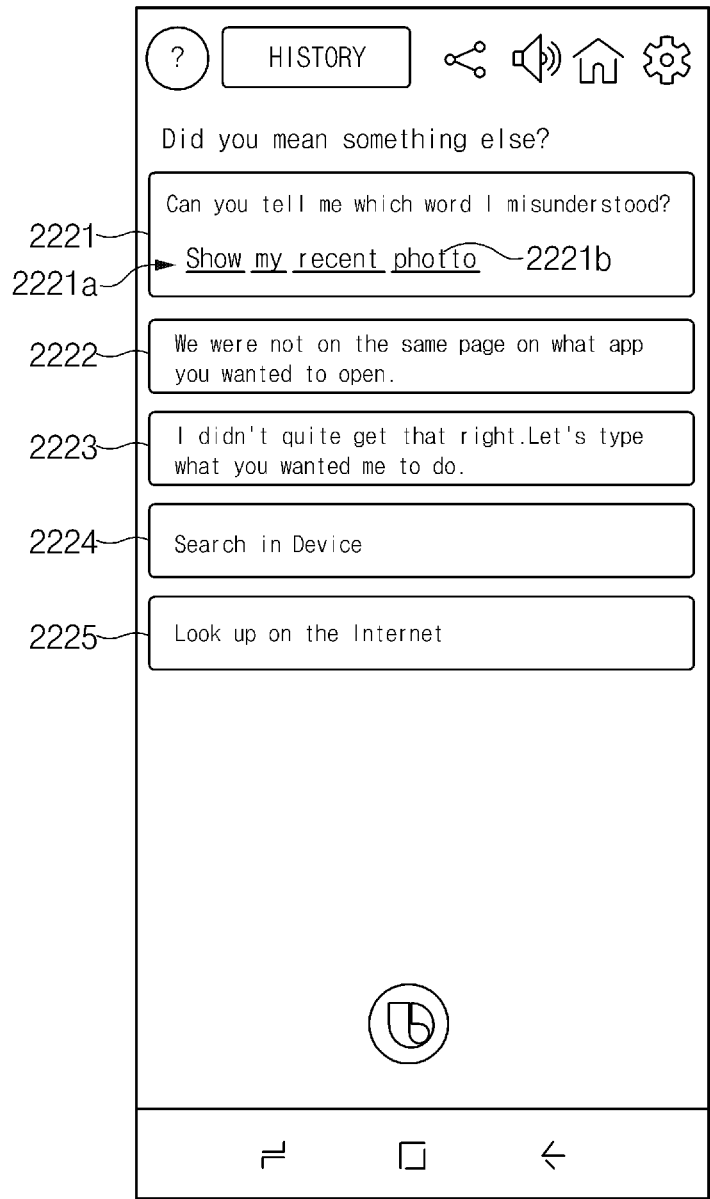 ?
HISTORY
Did you mean something else?
2221
Can you tell me which word I misunderstood?
2221a
Show my recent photto
2221b
2222
We were not on the same page on what app
you wanted to open.
2223
I didn't quite get that right.Let's type
what you wanted me to do.
2224
Search in Device
2225
Look up on the Internet